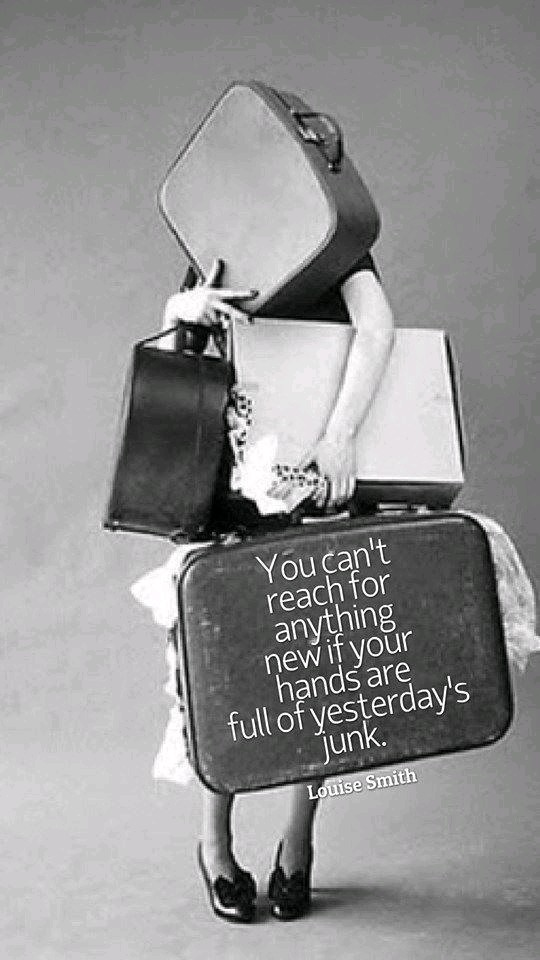 You can't
reach for
anything
new if your
hands are
full of yesterday's
junk.
Louise Smith